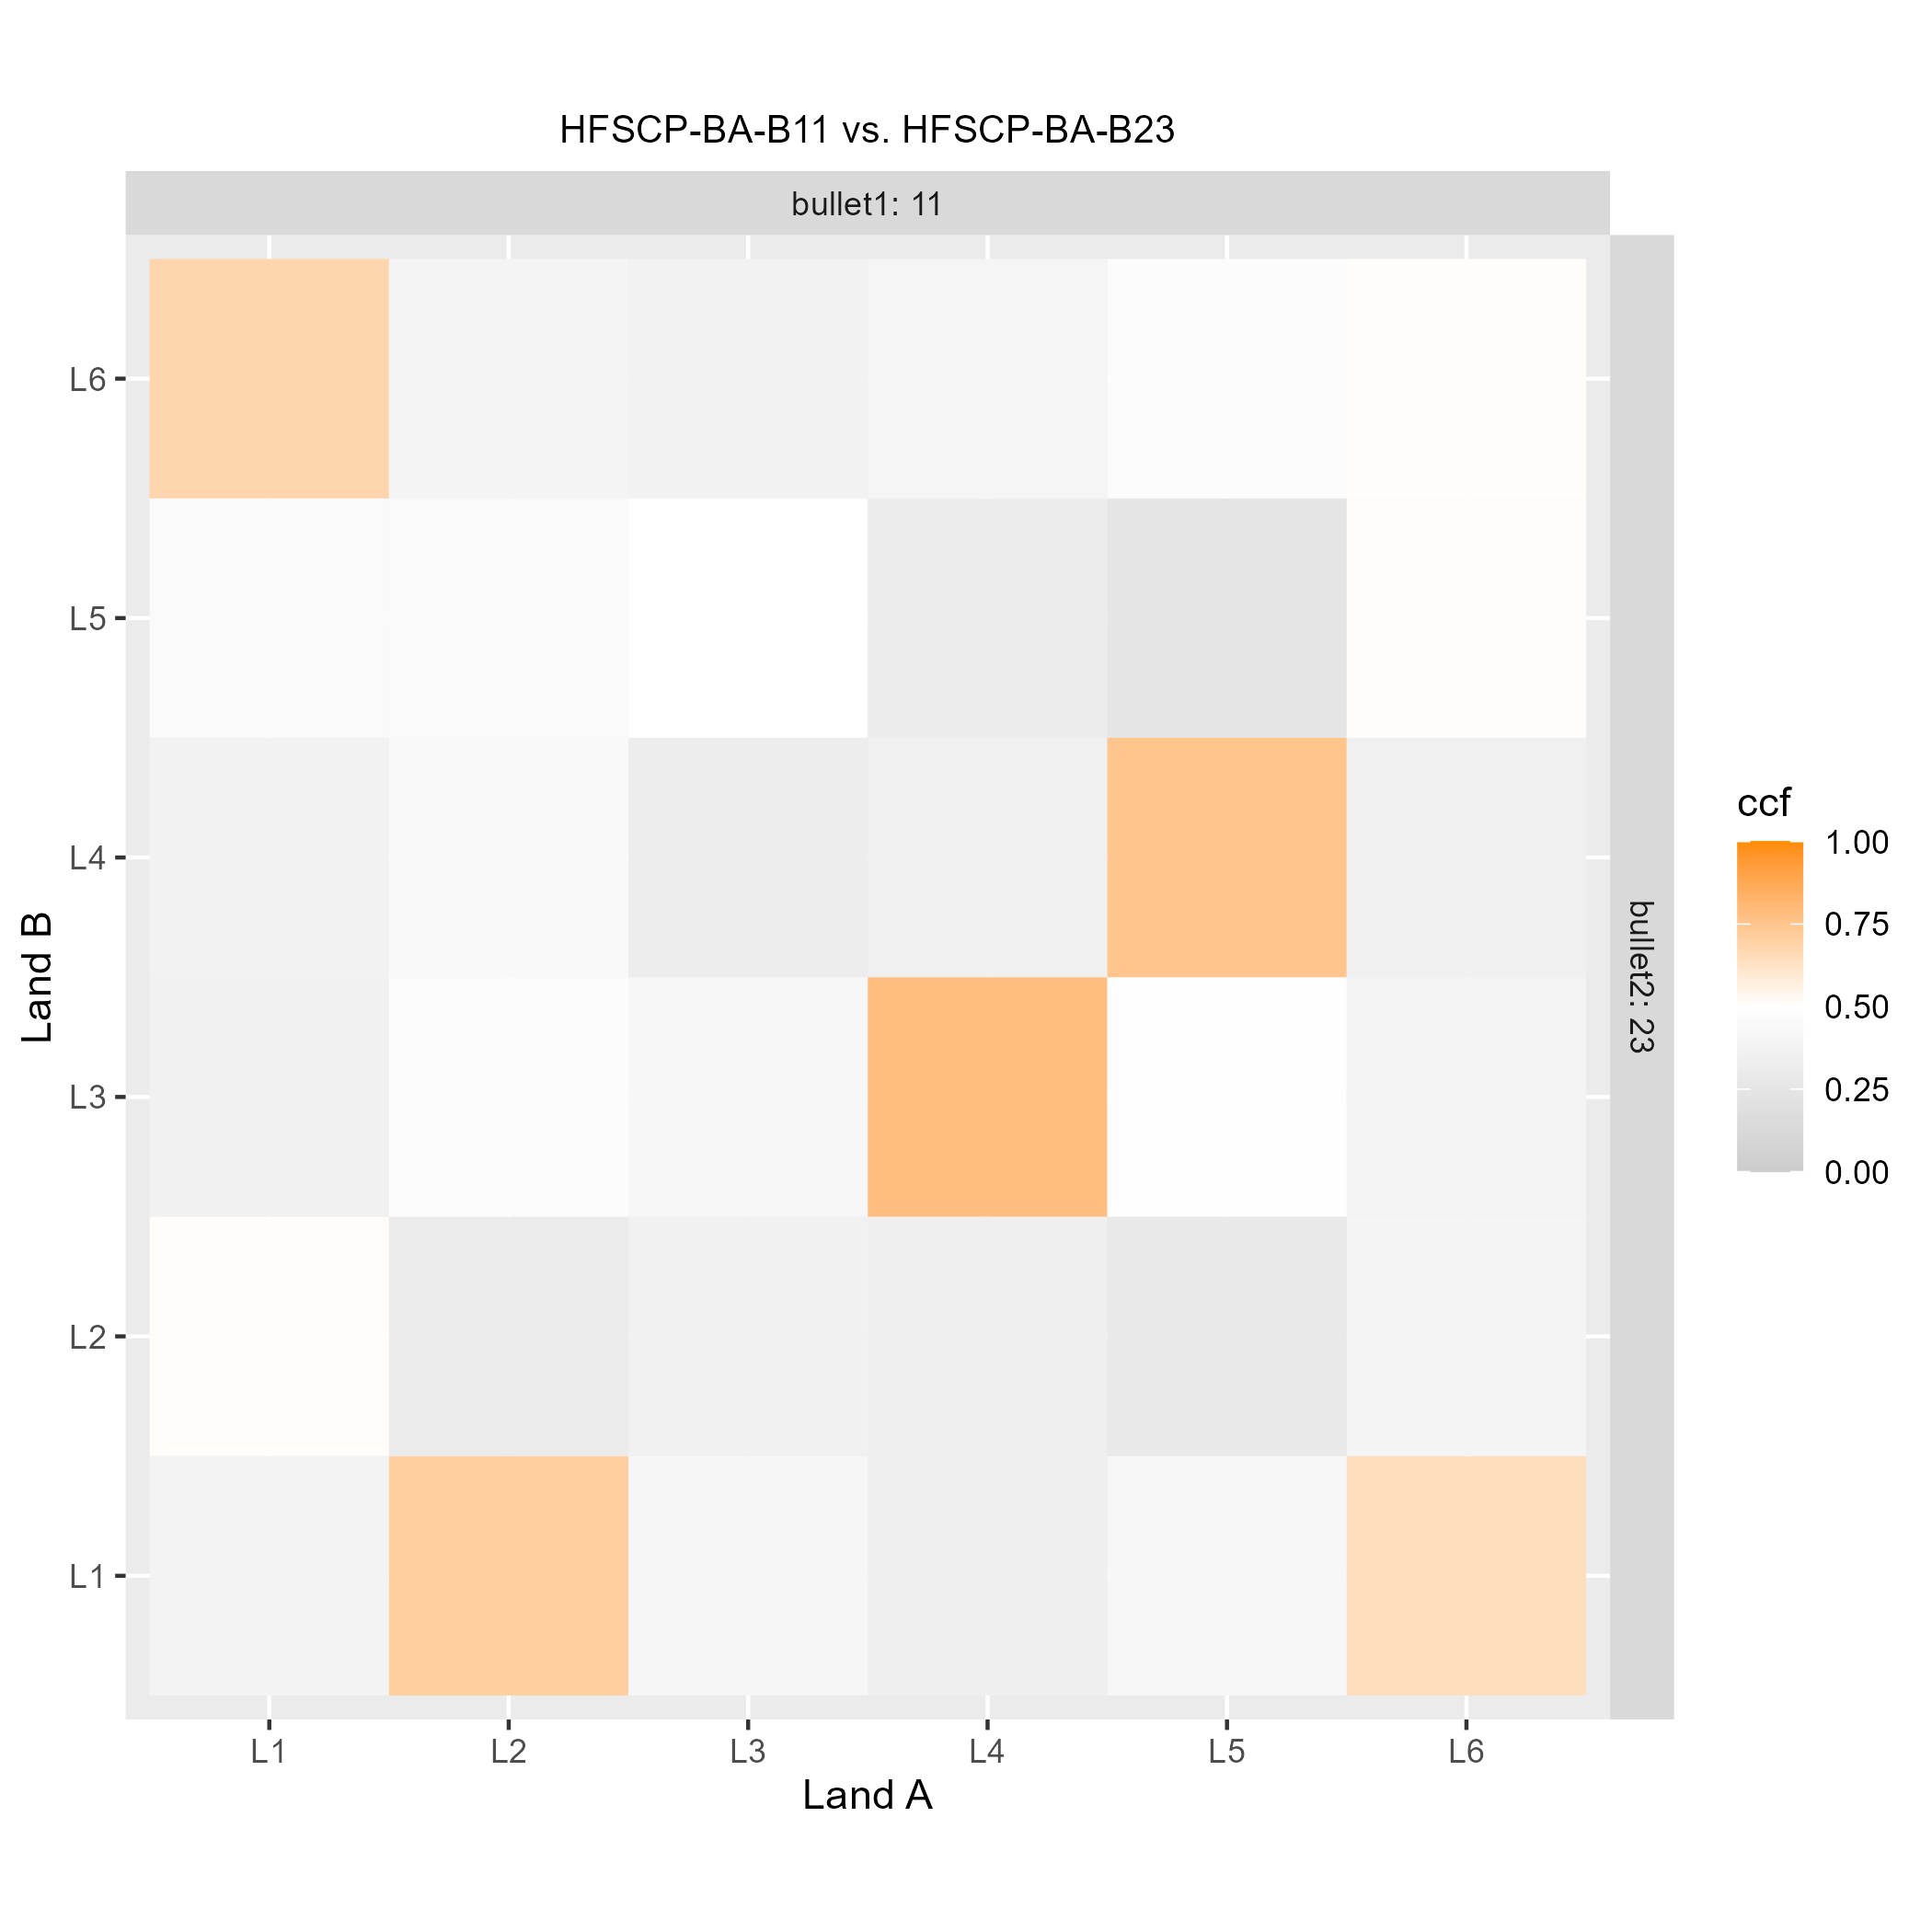 HFSCP-BA-B11 vs. HFSCP-BA-B23
bullet1: 11
L6
L5
L4
L3
L2
L1
Land B
bullet2: 23
L1 L2 L3 L4 L5 L6
Land A
ccf
1.00
0.75
0.50
0.25
0.00